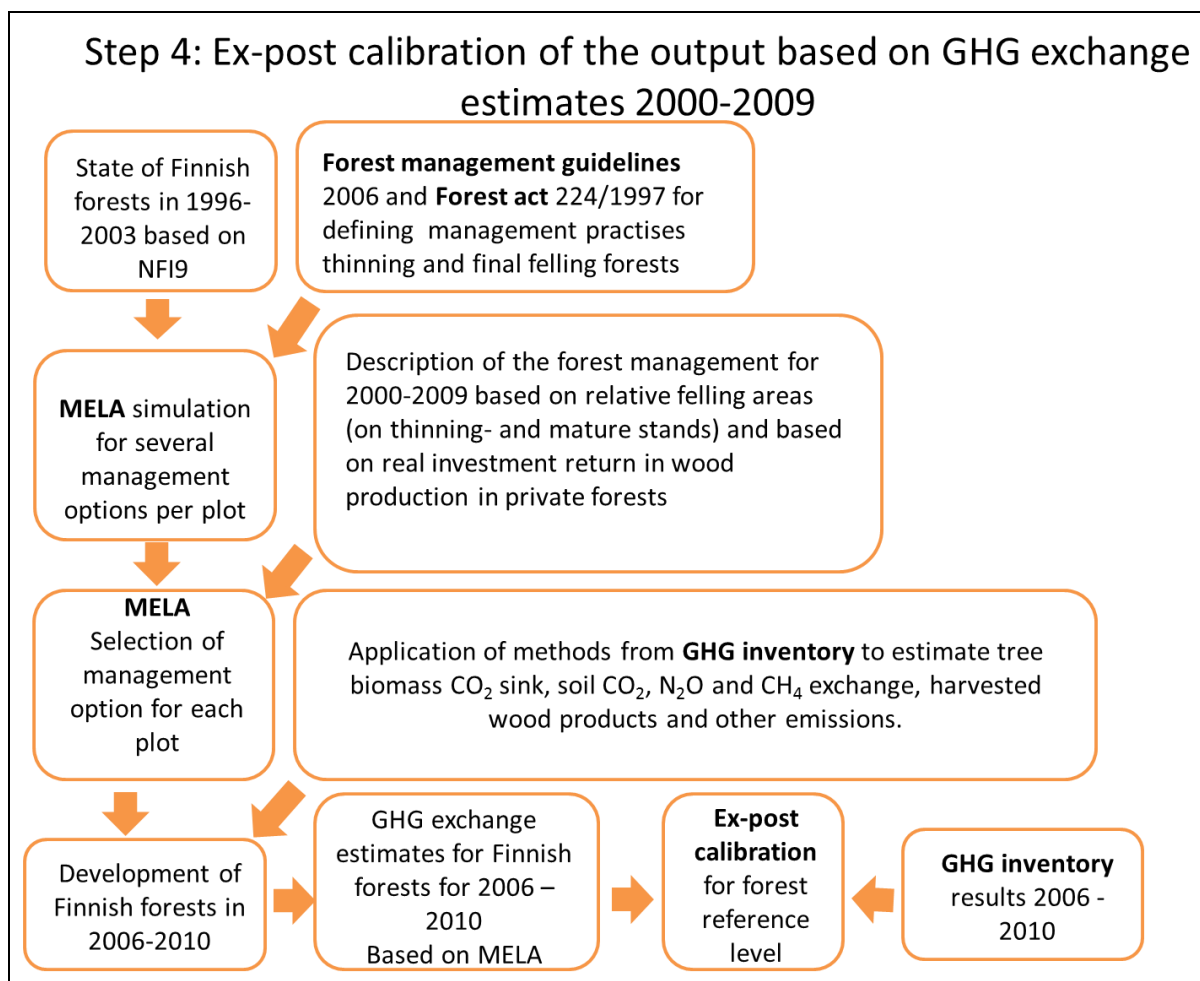 Step 4: Ex-post calibration of the output based on GHG exchange
estimates 2000-2009
State of Finnish
forests in 1996-
2003 based on
NFI9
Forest management guidelines
2006 and Forest act 224/1997 for
defining management practises
thinning and final felling forests
MELA simulation
for several
management
options per plot
Description of the forest management for
2000-2009 based on relative felling areas
(on thinning- and mature stands) and based
on real investment return in wood
production in private forests
MELA
Selection of
management
option for each
plot
Application of methods from GHG inventory to estimate tree
biomass CO₂ sink, soil CO₂, N₂O and CH₄ exchange, harvested
wood products and other emissions.
Development of
Finnish forests in
2006-2010
GHG exchange
estimates for Finnish
forests for 2006 –
2010
Based on MELA
Ex-post
calibration
for forest
reference
level
GHG inventory
results 2006 -
2010